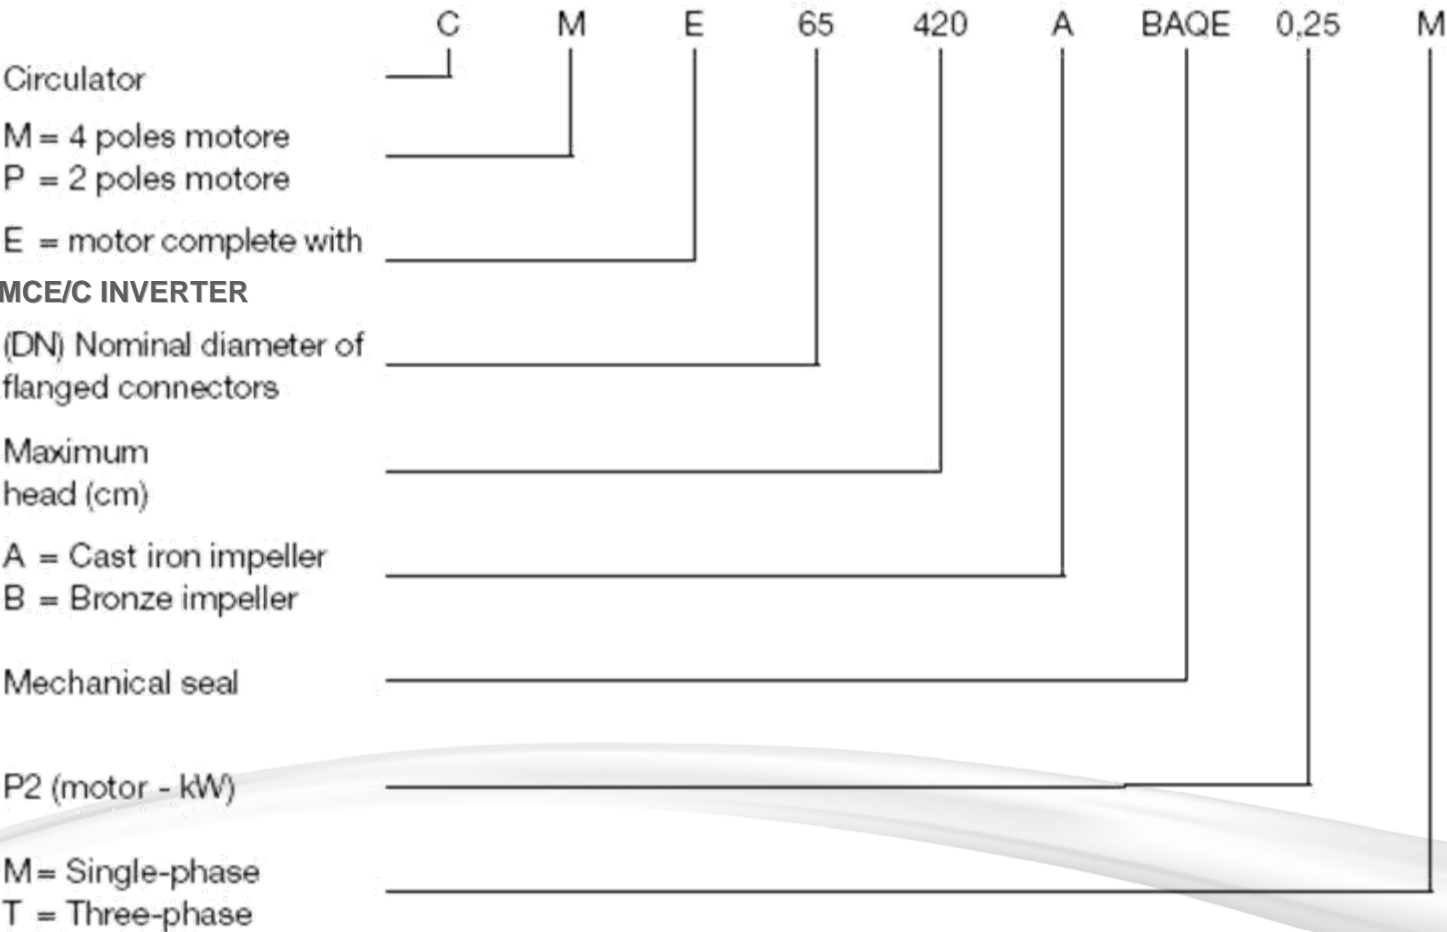 C M E 65 420 A BAQE 0,25 M
Circulator
M = 4 poles motore
P = 2 poles motore
E = motor complete with
MCE/C INVERTER
(DN) Nominal diameter of
flanged connectors
Maximum
head (cm)
A = Cast iron impeller
B = Bronze impeller
Mechanical seal
P2 (motor - kW)
M= Single-phase
T = Three-phase